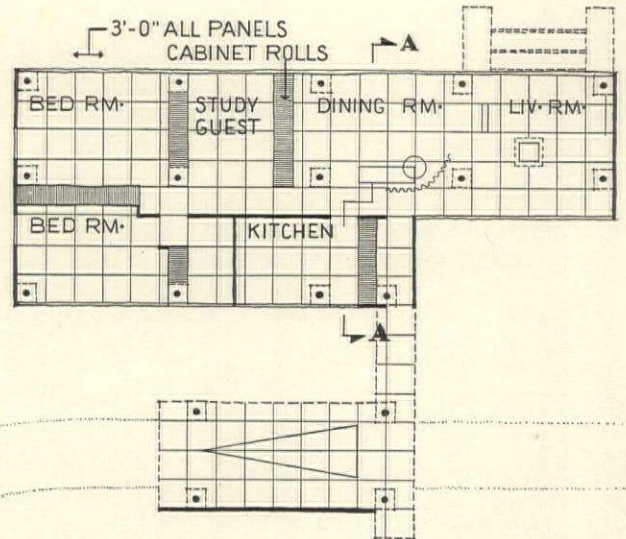 3'-0" ALL PANELS
CABINET ROLLS
A
BED RM.
STUDY
GUEST
DINING RM.
LIV. RM.
BED RM.
KITCHEN
A